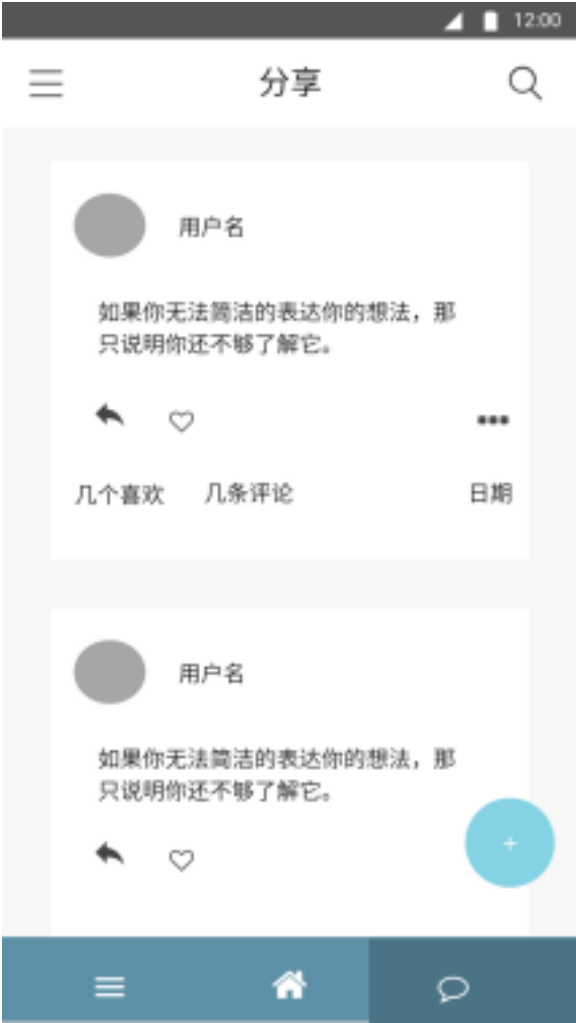 12:00
分享
用户名
如果你无法简洁的表达你的想法，那
只说明你还不够了解它。
几个喜欢 几条评论 日期
用户名
如果你无法简洁的表达你的想法，那
只说明你还不够了解它。
+